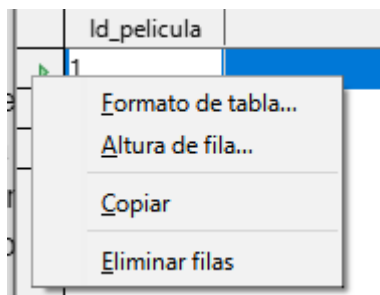 Id_pelicula
1
Formato de tabla...
Altura de fila...
Copiar
Eliminar filas